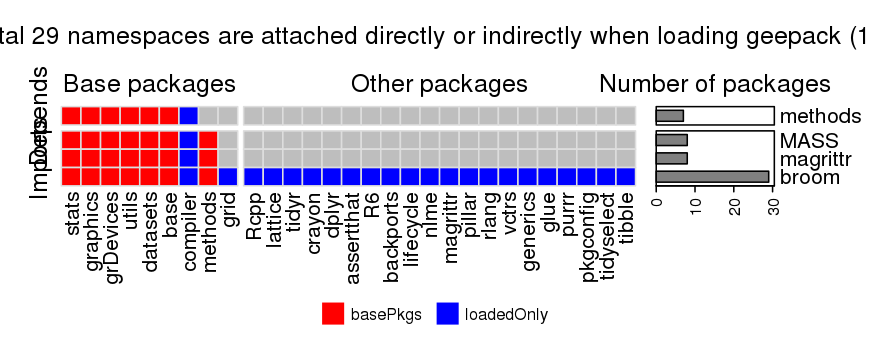 tal 29 namespaces are attached directly or indirectly when loading geepack (1
Base packages
Other packages
Number of packages
Depends
Imports
methods
MASS
magrittr
broom
stats
graphics
grDevices
utils
datasets
base
compiler
methods
grid
Rcpp
lattice
tidyr
crayon
dplyr
assertthat
R6
backports
lifecycle
nlme
magrittr
pillar
rlang
vctrs
generics
glue
purrr
pkgconfig
tidyselect
tibble
0
10
20
30
basePkgs
loadedOnly